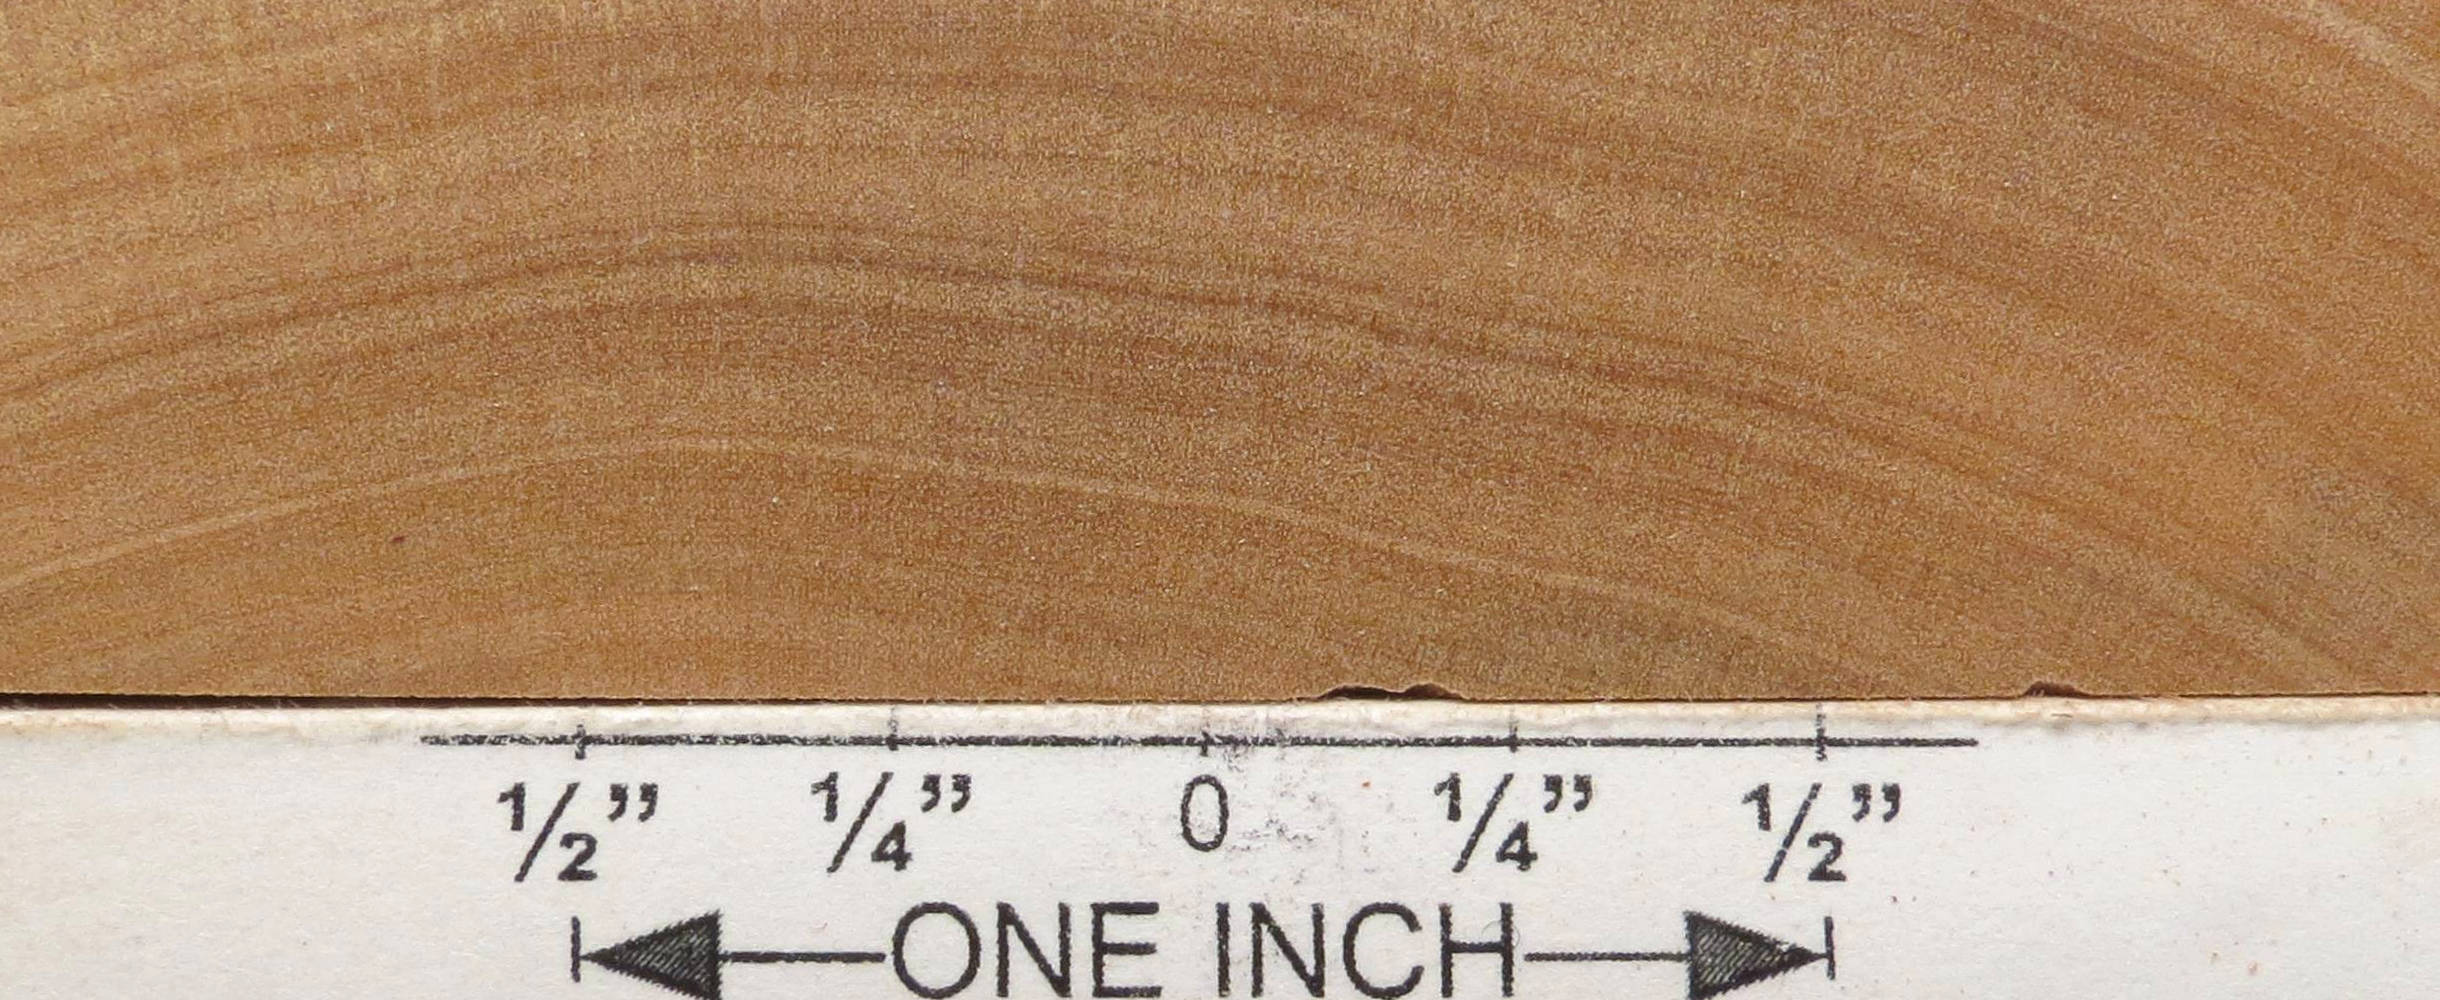 1/2” 1/4” 0 1/4” 1/2”
ONE INCH